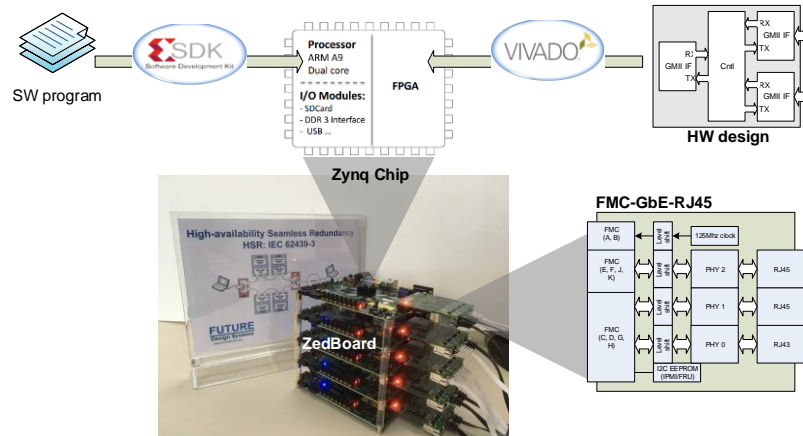 SDK
Software Development Kit
SW program
Processor
ARM A9
Dual core
I/O Modules:
- SDCard
- DDR 3 Interface
- USB ...
FPGA
Zynq Chip
VIVADO
RX
GMII IF
TX
Cntl
RX
GMII IF
TX
RX
GMII IF
TX
HW design
High-availability Seamless Redundancy
HSR: IEC 62439-3
FUTURE
Design Systems
ZedBoard
FMC-GbE-RJ45
FMC
(A, B)
Level
shift
125Mhz clock
FMC
(E, F, J,
K)
Level
shift
PHY 2
RJ45
FMC
(C, D, G,
H)
Level
shift
PHY 1
RJ45
Level
shift
PHY 0
RJ43
I2C EEPROM
(IPMI/FRU)